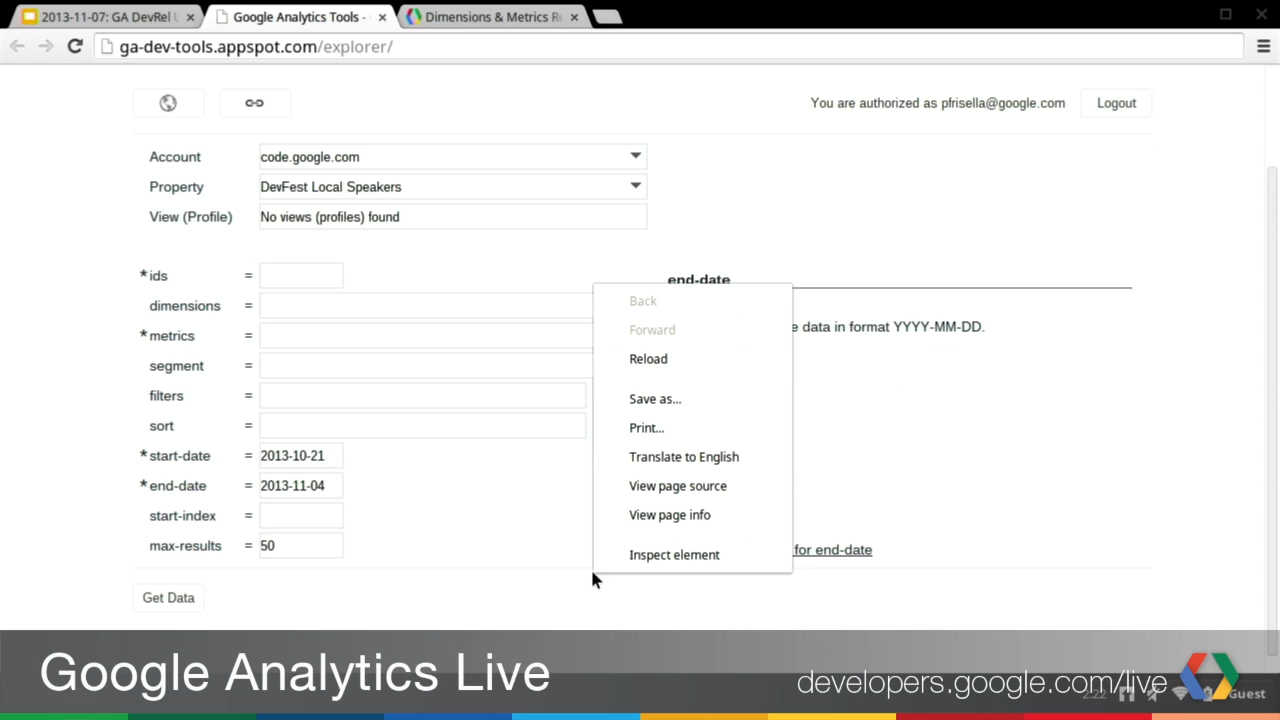 2013-11-07: GA DevRel
Google Analytics Tools -
Dimensions & Metrics Re
ga-dev-tools.appspot.com/explorer/
You are authorized as pfrisella@google.com
Logout
Account
code.google.com
Property
DevFest Local Speakers
View (Profile)
No views (profiles) found
*ids =
end-date
dimensions =
e data in format YYYY-MM-DD.
*metrics =
segment =
filters =
sort =
*start-date = 2013-10-21
*end-date = 2013-11-04
start-index =
max-results = 50
for end-date
Back
Forward
Reload
Save as...
Print...
Translate to English
View page source
View page info
Inspect element
Get Data
Google Analytics Live
developers.google.com/live
2:22
Guest